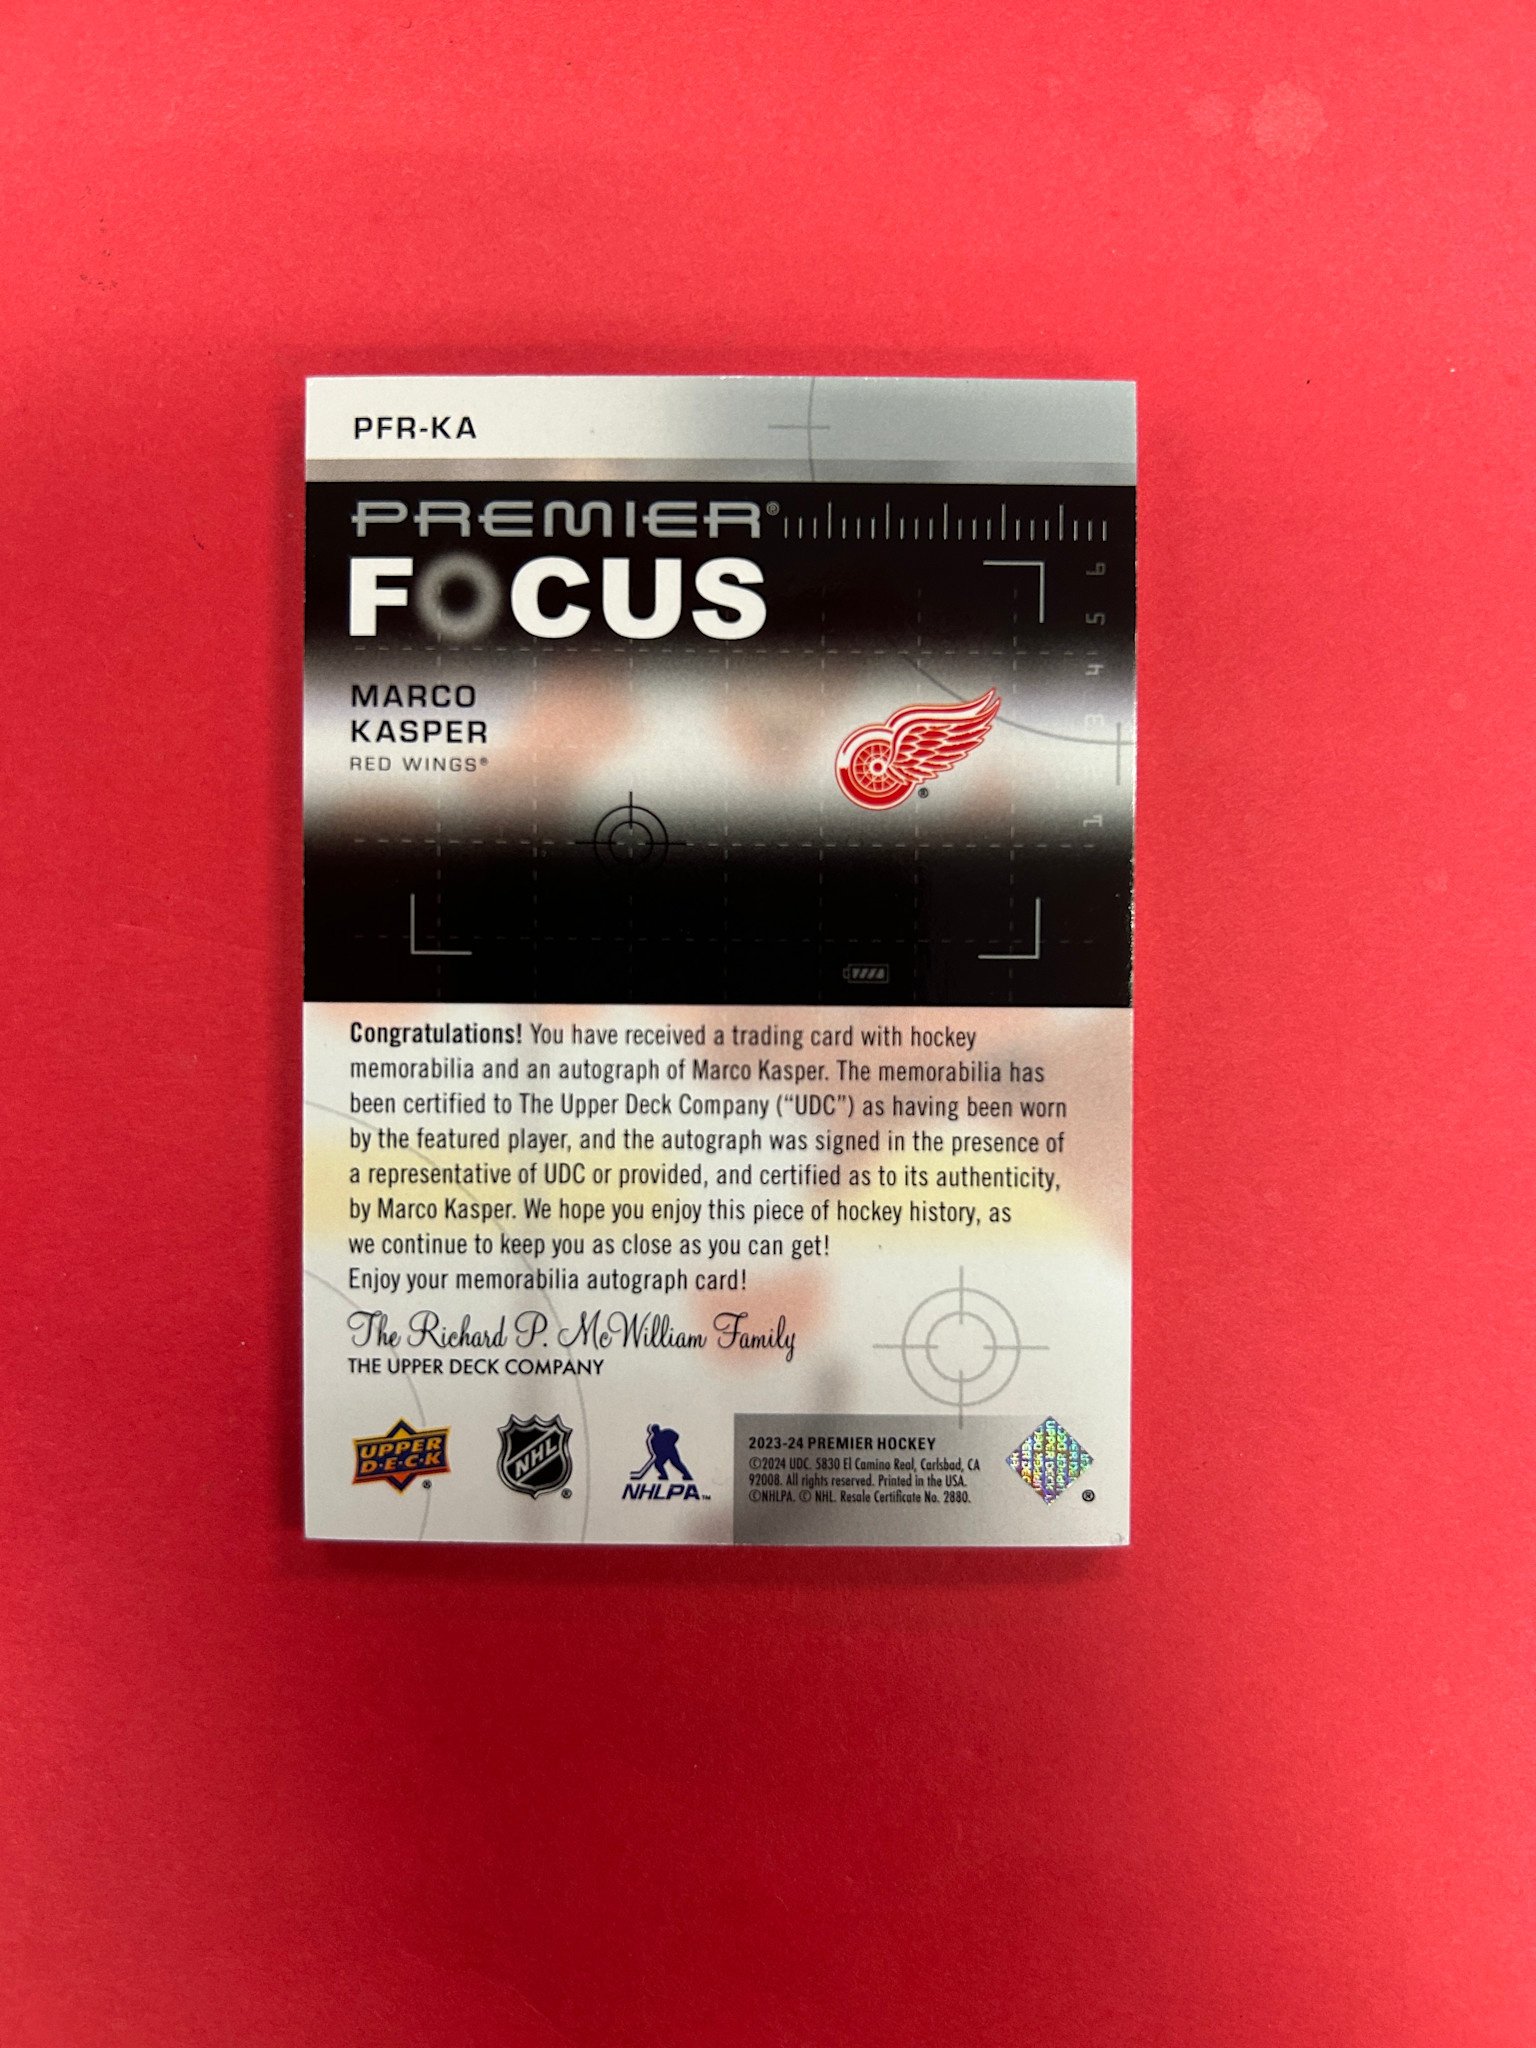 PFR-KA
PREMIER®
FOCUS
6
5
4
3
1
MARCO
KASPER
RED WINGS®
®
Congratulations! You have received a trading card with hockey
memorabilia and an autograph of Marco Kasper. The memorabilia has
been certified to The Upper Deck Company (“UDC”) as having been worn
by the featured player, and the autograph was signed in the presence of
a representative of UDC or provided, and certified as to its authenticity,
by Marco Kasper. We hope you enjoy this piece of hockey history, as
we continue to keep you as close as you can get!
Enjoy your memorabilia autograph card!
The Richard P. McWilliam Family
THE UPPER DECK COMPANY
UPPER
D•E•C•K
®
NHL
®
NHLPA™
2023-24 PREMIER HOCKEY
©2024 UDC. 5830 El Camino Real, Carlsbad, CA
92008. All rights reserved. Printed in the USA.
©NHLPA. © NHL. Resale Certificate No. 2880.
®